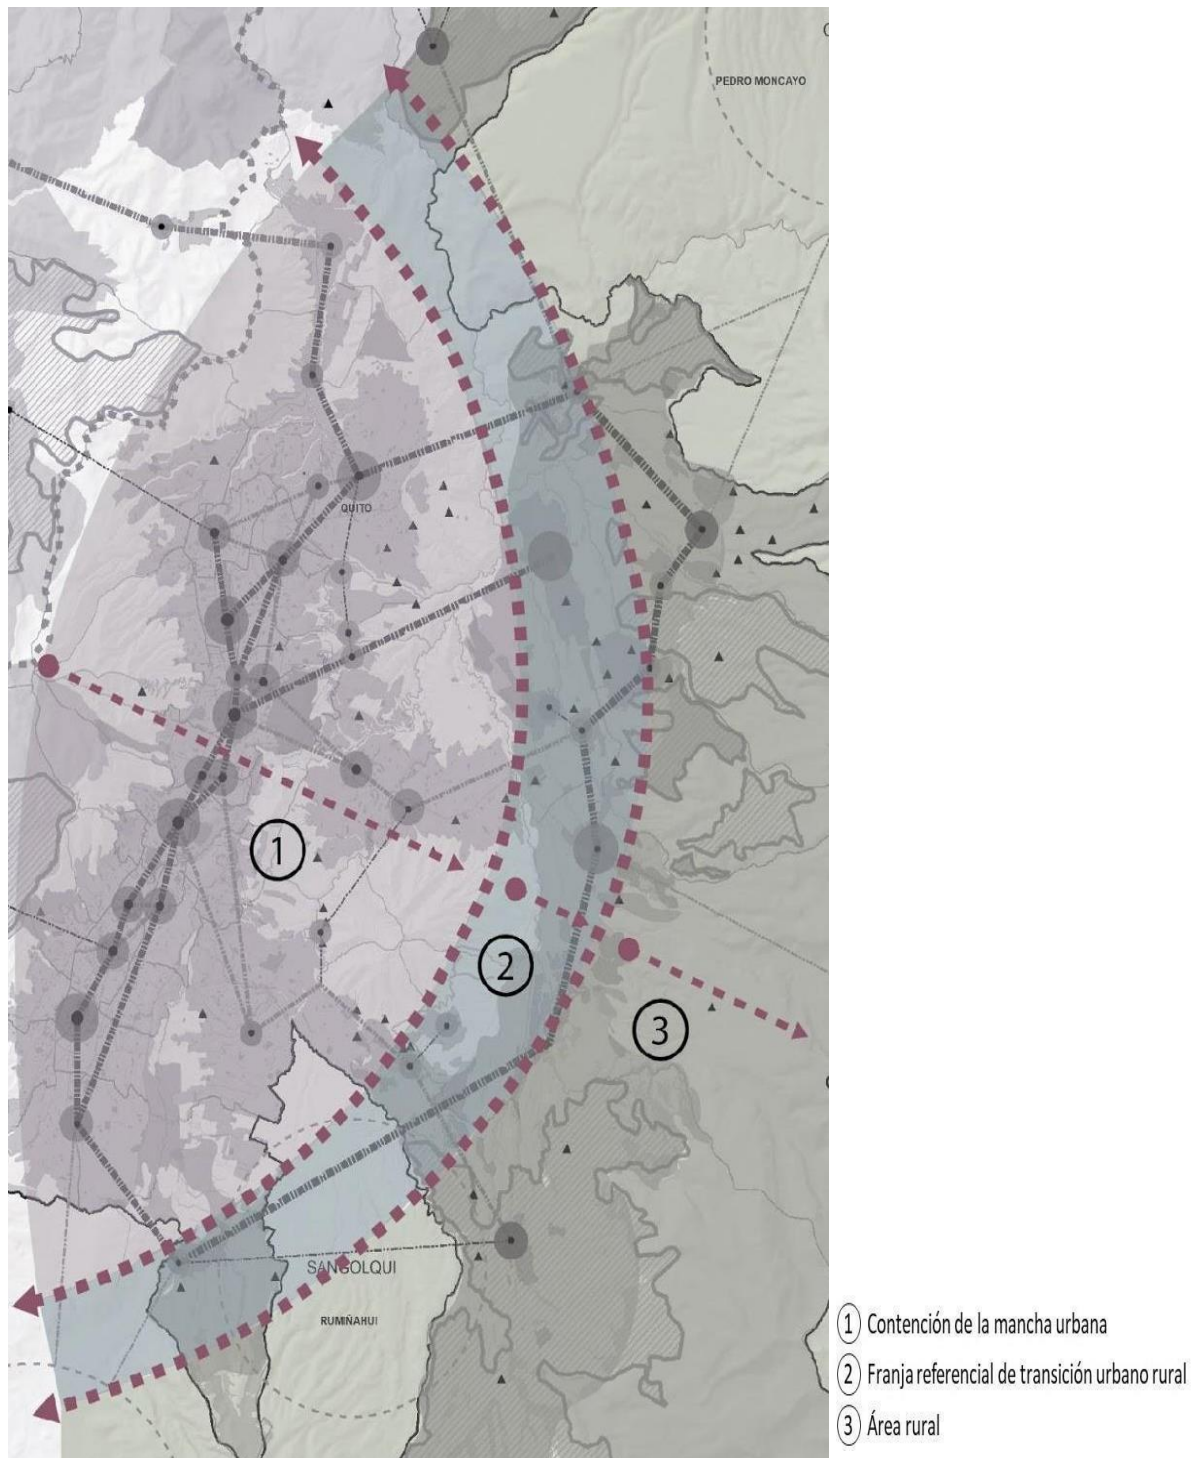 PEDRO MONCAYO
QUITO
1
2
3
SANGOLQUI
RUMIÑAHUI
1 Contención de la mancha urbana
2 Franja referencial de transición urbano rural
3 Área rural